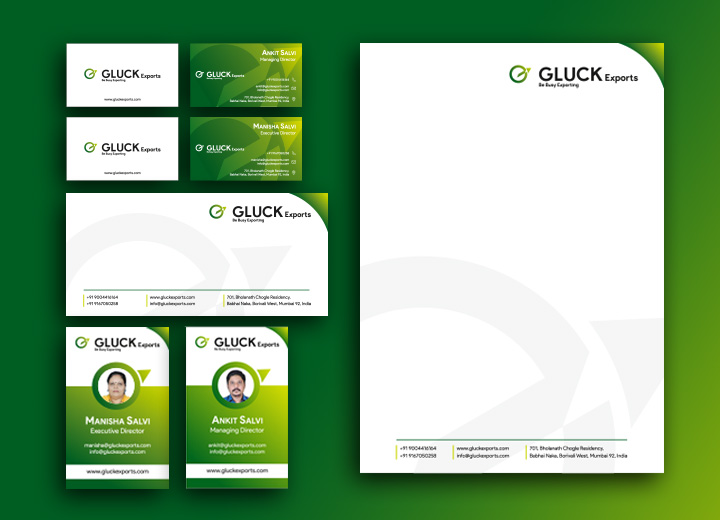 GLUCK Exports
Be Busy Exporting
www.gluckexports.com
ANKIT SALVI
Managing Director
GLUCK Exports
ankit@gluckexports.com
info@gluckexports.com
701, Bholenath Chogle Residency,
Babhai Naka, Borivali West, Mumbai 92, India
GLUCK Exports
Be Busy Exporting
www.gluckexports.com
MANISHA SALVI
Executive Director
GLUCK Exports
manisha@gluckexports.com
info@gluckexports.com
701, Bholenath Chogle Residency,
Babhai Naka, Borivali West, Mumbai 92, India
GLUCK Exports
Be Busy Exporting
+91 9004416164
+91 9167050258
www.gluckexports.com
info@gluckexports.com
701, Bholenath Chogle Residency,
Babhai Naka, Borivali West, Mumbai 92, India
GLUCK Exports
Be Busy Exporting
MANISHA SALVI
Executive Director
manisha@gluckexports.com
info@gluckexports.com
www.gluckexports.com
GLUCK Exports
Be Busy Exporting
ANKIT SALVI
Managing Director
ankit@gluckexports.com
info@gluckexports.com
www.gluckexports.com
GLUCK Exports
Be Busy Exporting
+91 9004416164
+91 9167050258
www.gluckexports.com
info@gluckexports.com
701, Bholenath Chogle Residency,
Babhai Naka, Borivali West, Mumbai 92, India